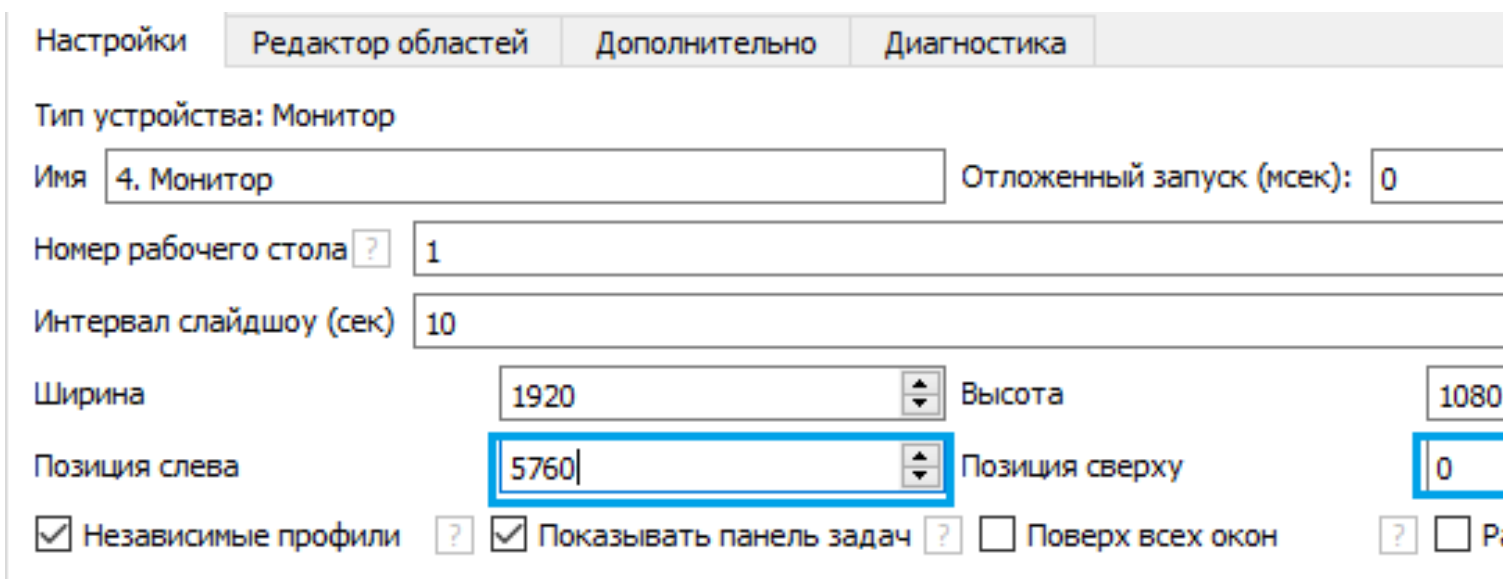 Настройки Редактор областей Дополнительно Диагностика
Тип устройства: Монитор
Имя 4. Монитор Отложенный запуск (мсек): 0
Номер рабочего стола ? 1
Интервал слайдшоу (сек) 10
Ширина 1920 Высота 1080
Позиция слева 5760 Позиция сверху 0
Независимые профили ? Показывать панель задач ? Поверх всех окон ?